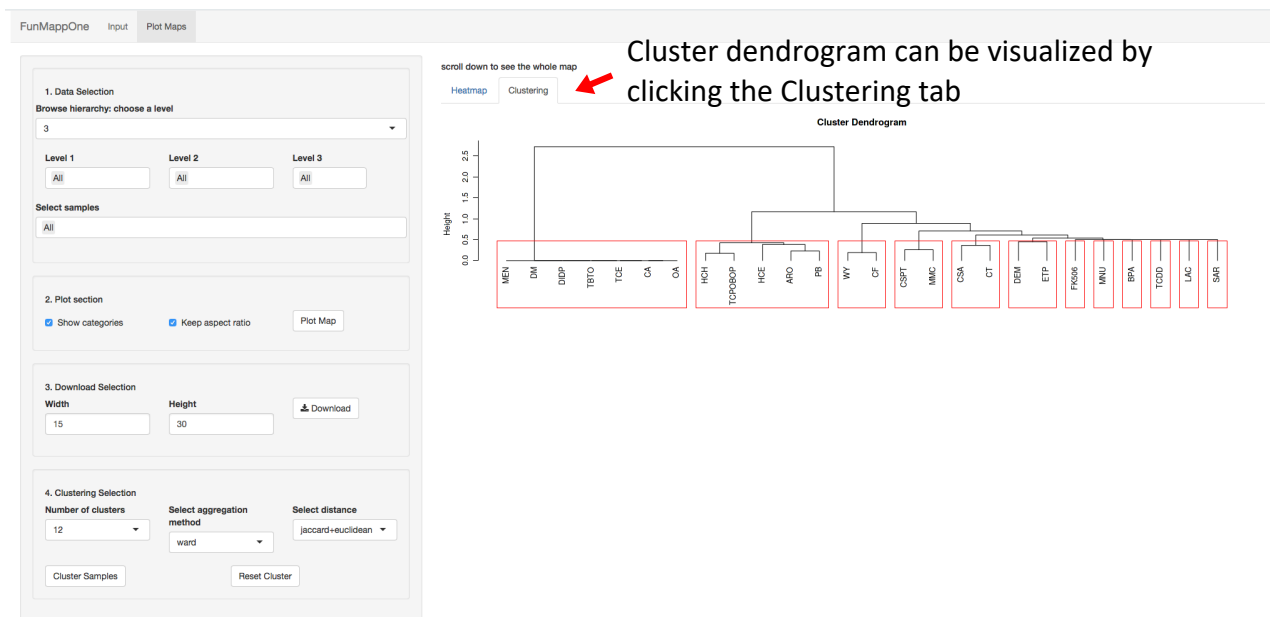 FunMappOne Input Plot Maps
Cluster dendrogram can be visualized by
clicking the Clustering tab
scroll down to see the whole map
Heatmap Clustering
1. Data Selection
Browse hierarchy: choose a level
3
Level 1 Level 2 Level 3
All All All
Select samples
All
2. Plot section
Show categories Keep aspect ratio Plot Map
3. Download Selection
Width Height
15 30 Download
4. Clustering Selection
Number of clusters Select aggregation method Select distance
12 ward jaccard+euclidean
Cluster Samples Reset Cluster
Cluster Dendrogram
Height
2.5
2.0
1.5
1.0
0.5
0.0
MEN DM DIDP TBTO TCE CA OA HCH TCPOBOP HCE ARO PB WY CF CSPT MMC CSA CT DEM ETP FK506 MNU BPA TCDD LAC SAR